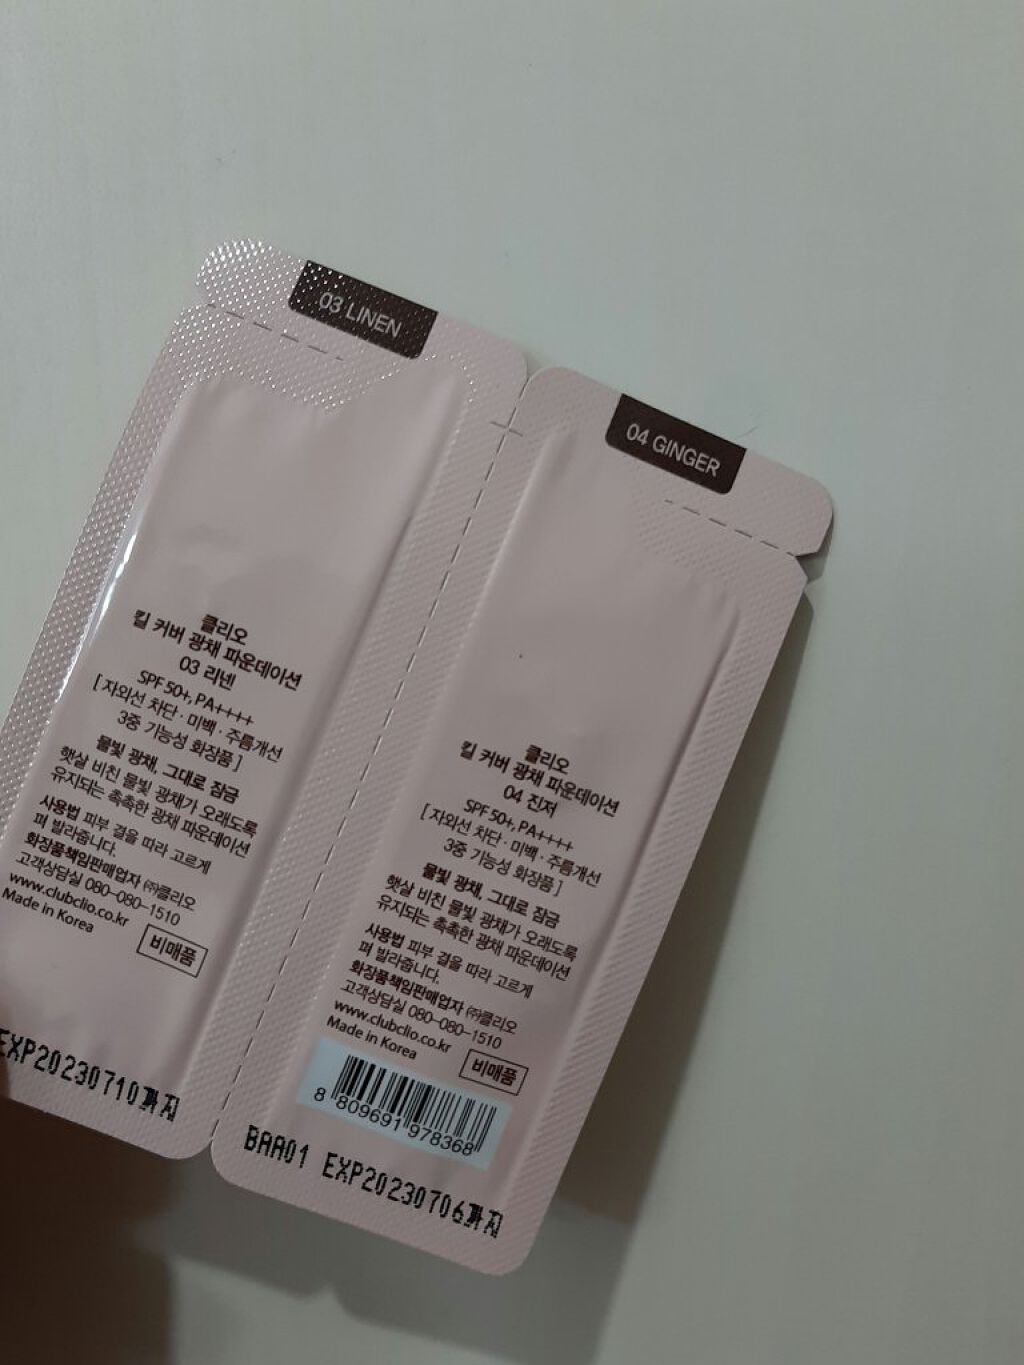 03 LINEN
클리오
킬 커버 광채 파운데이션
03 리넨
SPF 50+, PA++++
[ 자외선 차단 · 미백 · 주름개선
3중 기능성 화장품 ]
물빛 광채, 그대로 잠금
햇살 비친 물빛 광채가 오래도록
유지되는 촉촉한 광채 파운데이션
사용법 피부 결을 따라 고르게
펴 발라줍니다.
화장품책임판매업자 ㈜클리오
고객상담실 080-080-1510
www.clubclio.co.kr
Made in Korea
비매품
EXP20230710까지
04 GINGER
클리오
킬 커버 광채 파운데이션
04 진저
SPF 50+, PA++++
[ 자외선 차단 · 미백 · 주름개선
3중 기능성 화장품 ]
물빛 광채, 그대로 잠금
햇살 비친 물빛 광채가 오래도록
유지되는 촉촉한 광채 파운데이션
사용법 피부 결을 따라 고르게
펴 발라줍니다.
화장품책임판매업자 ㈜클리오
고객상담실 080-080-1510
www.clubclio.co.kr
Made in Korea
비매품
8 809691 978368
BAA01 EXP20230706까지